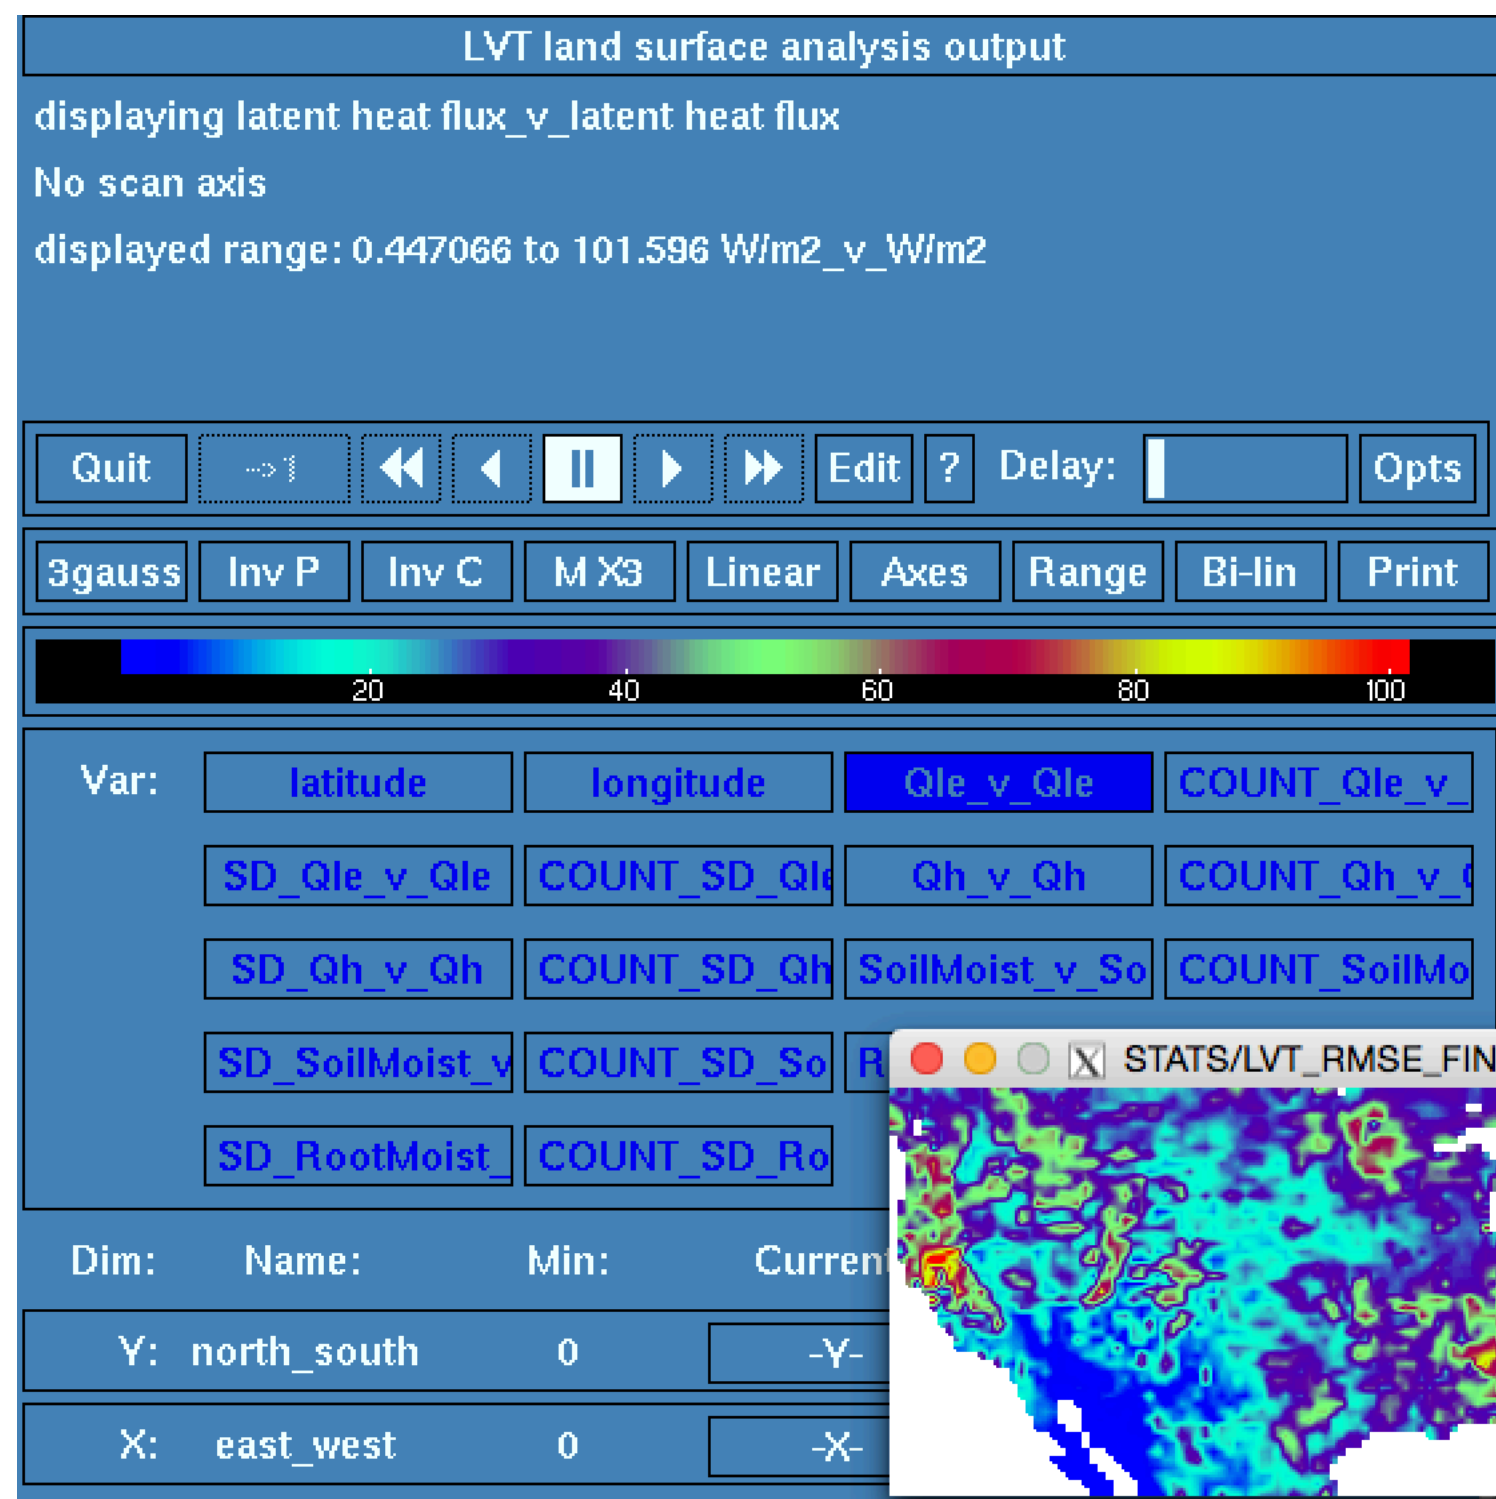 LVT land surface analysis output
displaying latent heat flux_v_latent heat flux
No scan axis
displayed range: 0.447066 to 101.596 W/m2_v_W/m2
Quit ->1 Edit ? Delay: Opts
3gauss Inv P Inv C M X3 Linear Axes Range Bi-lin Print
20 40 60 80 100
Var: latitude longitude Qle_v_Qle COUNT_Qle_v_
SD_Qle_v_Qle COUNT_SD_Qle Qh_v_Qh COUNT_Qh_v_Q
SD_Qh_v_Qh COUNT_SD_Qh SoilMoist_v_So COUNT_SoilMo
SD_SoilMoist_v COUNT_SD_So R
X STATS/LVT_RMSE_FIN
SD_RootMoist_ COUNT_SD_Ro
Dim: Name: Min: Current
Y: north_south 0 -Y-
X: east_west 0 -X-